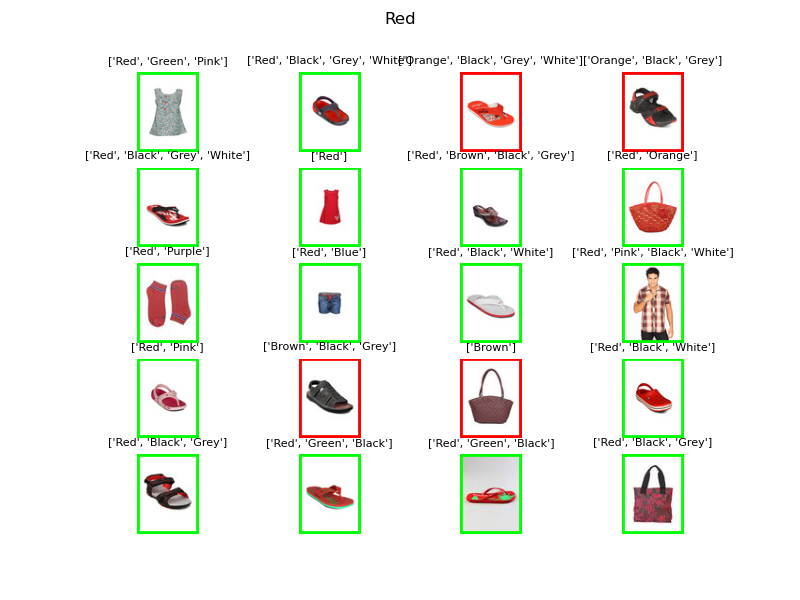 Red
['Red', 'Green', 'Pink']
['Red', 'Black', 'Grey', 'White']
['Orange', 'Black', 'Grey', 'White']
['Orange', 'Black', 'Grey']
['Red', 'Black', 'Grey', 'White']
['Red']
['Red', 'Brown', 'Black', 'Grey']
['Red', 'Orange']
['Red', 'Purple']
['Red', 'Blue']
['Red', 'Black', 'White']
['Red', 'Pink', 'Black', 'White']
['Red', 'Pink']
['Brown', 'Black', 'Grey']
['Brown']
['Red', 'Black', 'White']
['Red', 'Black', 'Grey']
['Red', 'Green', 'Black']
['Red', 'Green', 'Black']
['Red', 'Black', 'Grey']